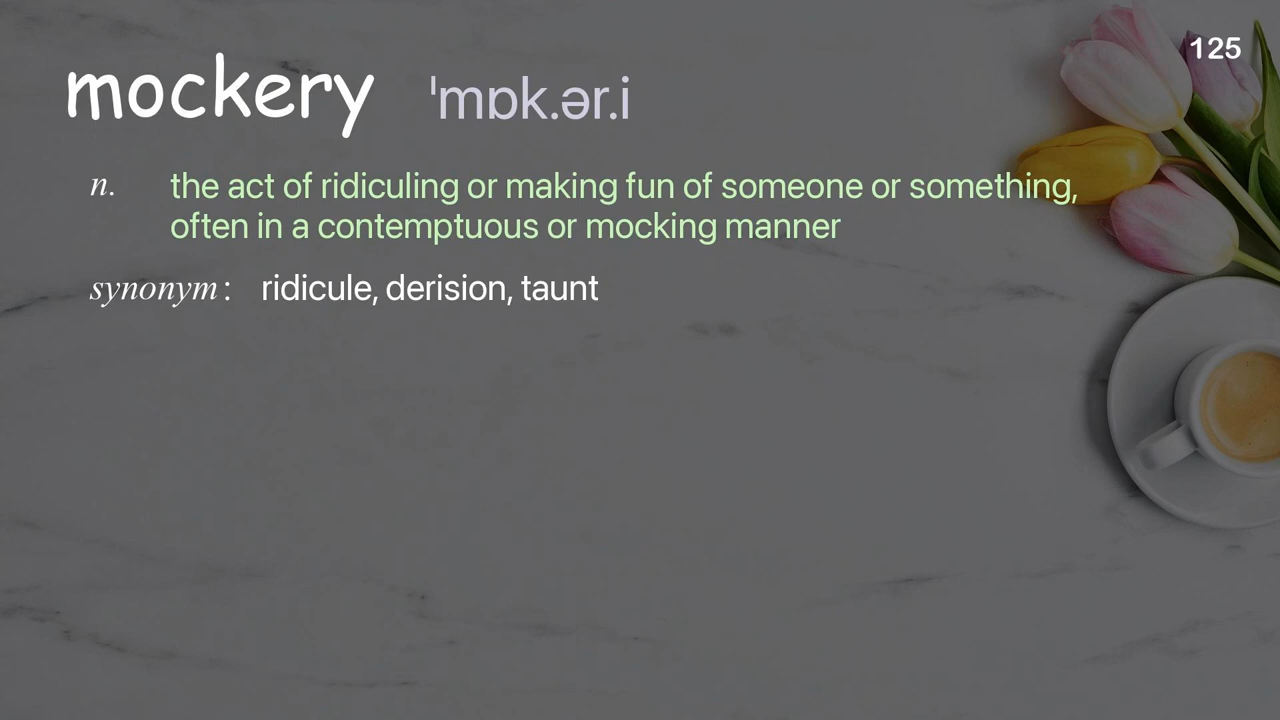 125
mockery ˈmɒk.ər.i
n. the act of ridiculing or making fun of someone or something,
often in a contemptuous or mocking manner
synonym : ridicule, derision, taunt